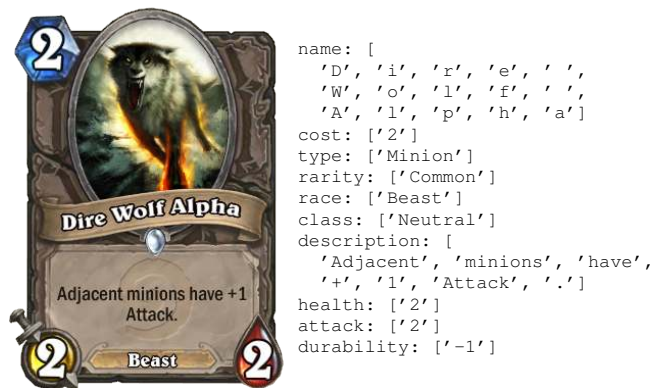 2
Dire Wolf Alpha
Adjacent minions have +1
Attack.
2
Beast
2
name: [
'D', 'i', 'r', 'e', ' ',
'W', 'o', 'l', 'f', ' ',
'A', 'l', 'p', 'h', 'a']
cost: ['2']
type: ['Minion']
rarity: ['Common']
race: ['Beast']
class: ['Neutral']
description: [
'Adjacent', 'minions', 'have',
'+', '1', 'Attack', '.']
health: ['2']
attack: ['2']
durability: ['-1']